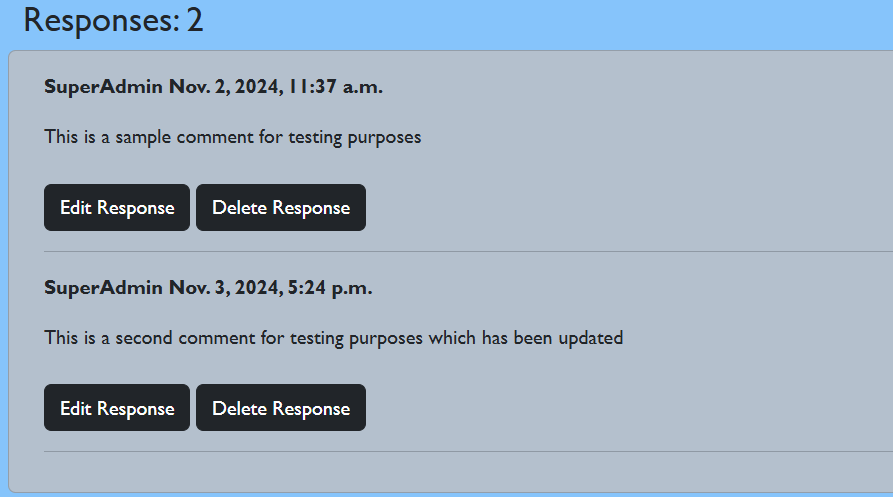 Responses: 2
SuperAdmin Nov. 2, 2024, 11:37 a.m.
This is a sample comment for testing purposes
Edit Response Delete Response
SuperAdmin Nov. 3, 2024, 5:24 p.m.
This is a second comment for testing purposes which has been updated
Edit Response Delete Response